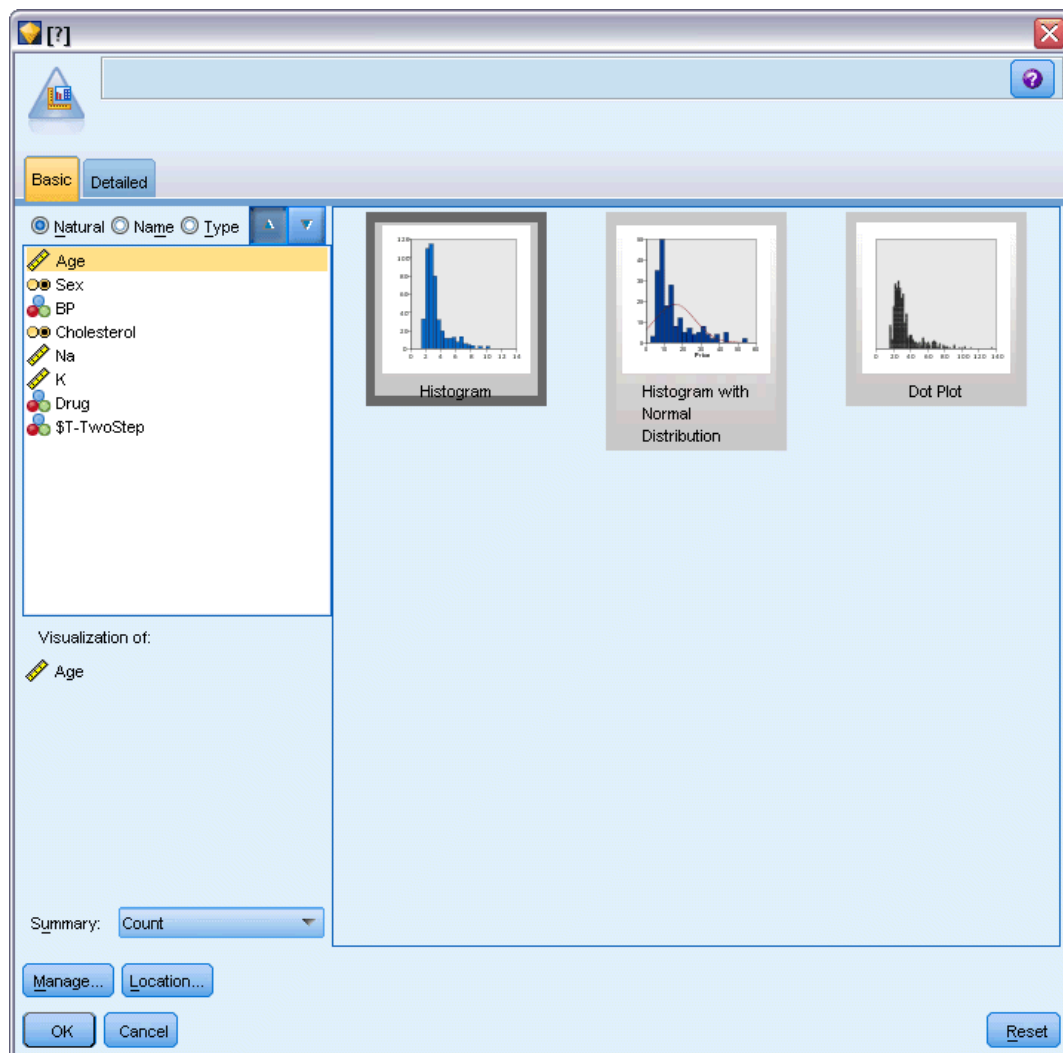 [?]
Basic
Detailed
Natural Name Type
Age
Sex
BP
Cholesterol
Na
K
Drug
$T-TwoStep
Visualization of:
Age
Summary: Count
Histogram
Histogram with
Normal
Distribution
Dot Plot
Manage...
Location...
OK
Cancel
Reset